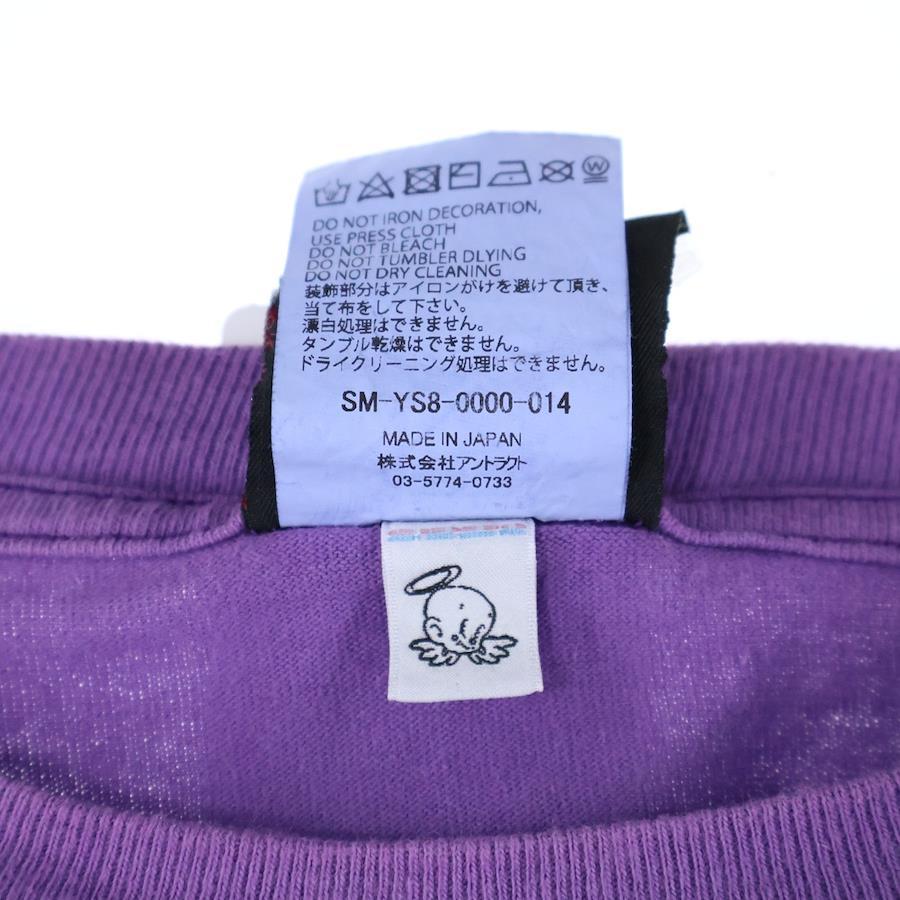 W
DO NOT IRON DECORATION,
USE PRESS CLOTH
DO NOT BLEACH
DO NOT TUMBLER DLYING
DO NOT DRY CLEANING
装飾部分はアイロンがけを避けて頂き、
当て布をして下さい。
漂白処理はできません。
タンブル乾燥はできません。
ドライクリーニング処理はできません。
SM-YS8-0000-014
MADE IN JAPAN
株式会社アントラクト
03-5774-0733